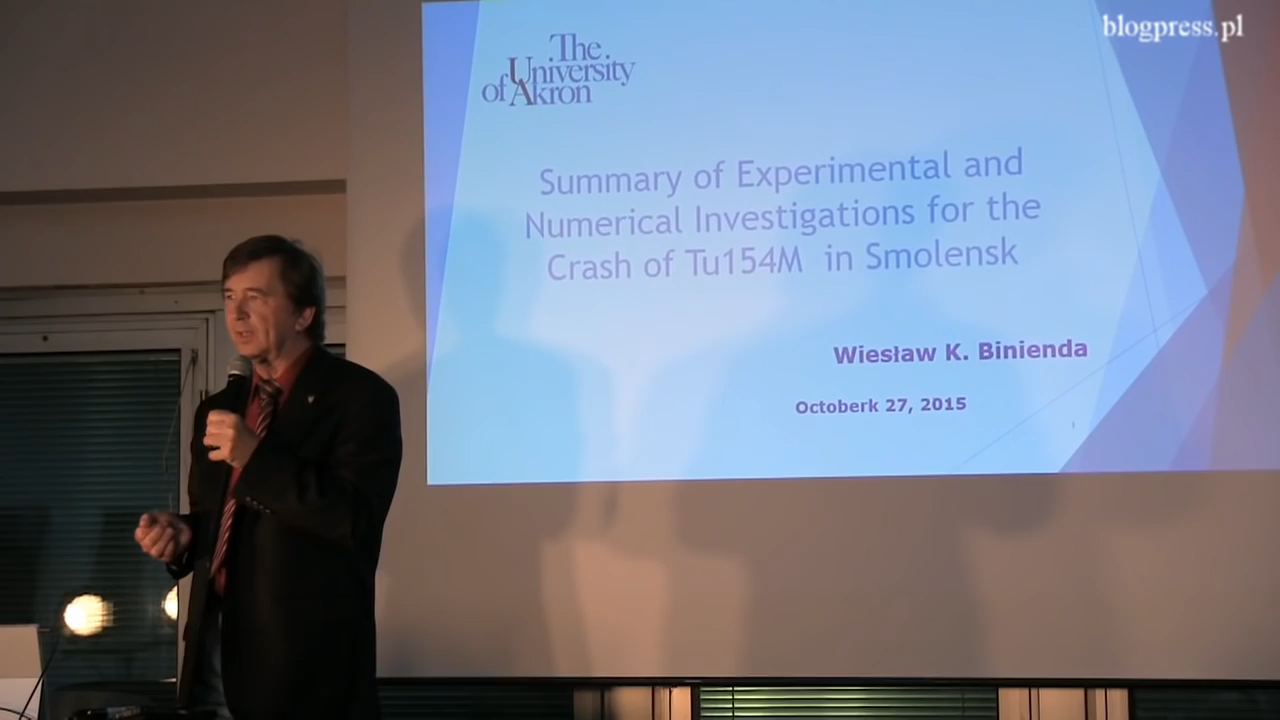 blogpress.pl
The
University
of Akron
Summary of Experimental and
Numerical Investigations for the
Crash of Tu154M in Smolensk
Wiesław K. Binienda
Octoberk 27, 2015